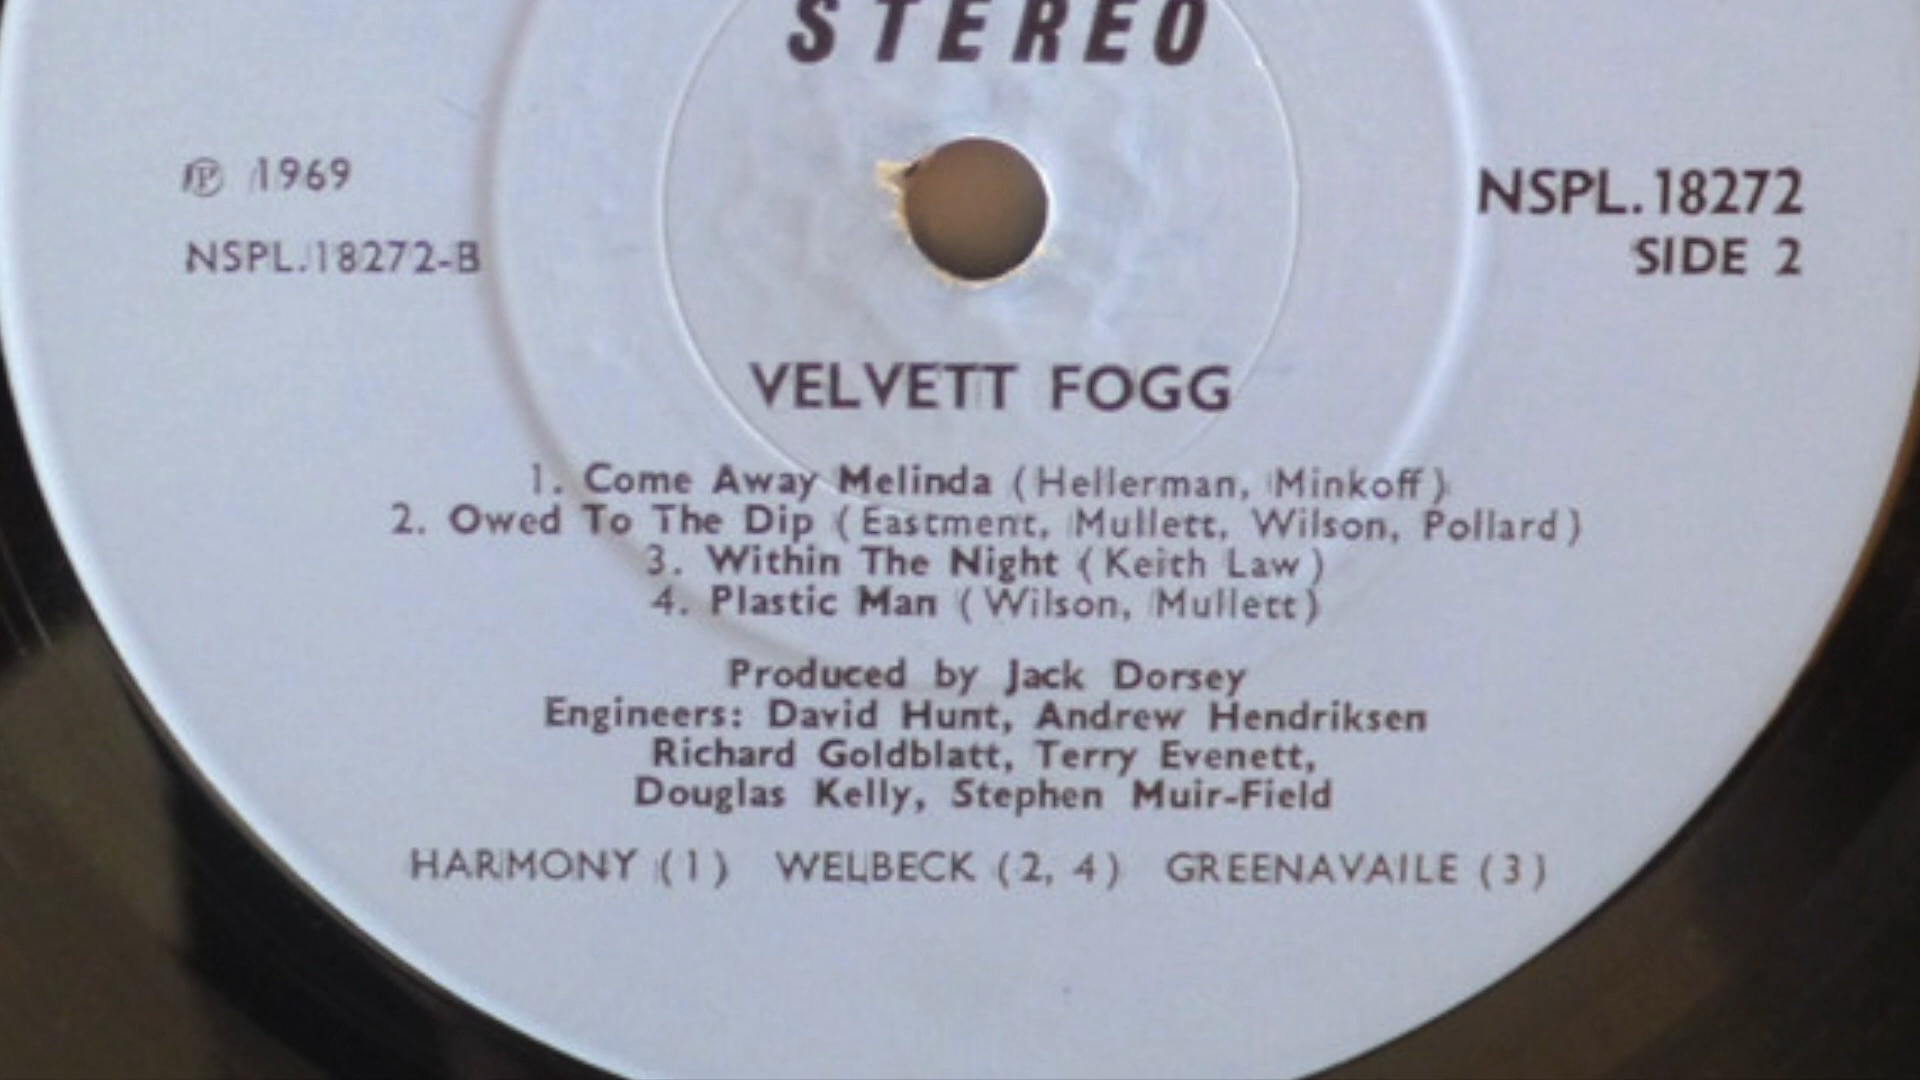 STEREO
℗ 1969
NSPL.18272-B
NSPL.18272
SIDE 2
VELVETT FOGG
1. Come Away Melinda (Hellerman, Minkoff)
2. Owed To The Dip (Eastment, Mullett, Wilson, Pollard)
3. Within The Night (Keith Law)
4. Plastic Man (Wilson, Mullett)
Produced by Jack Dorsey
Engineers: David Hunt, Andrew Hendriksen
Richard Goldblatt, Terry Evenett,
Douglas Kelly, Stephen Muir-Field
HARMONY (1) WELBECK (2, 4) GREENAVAILE (3)